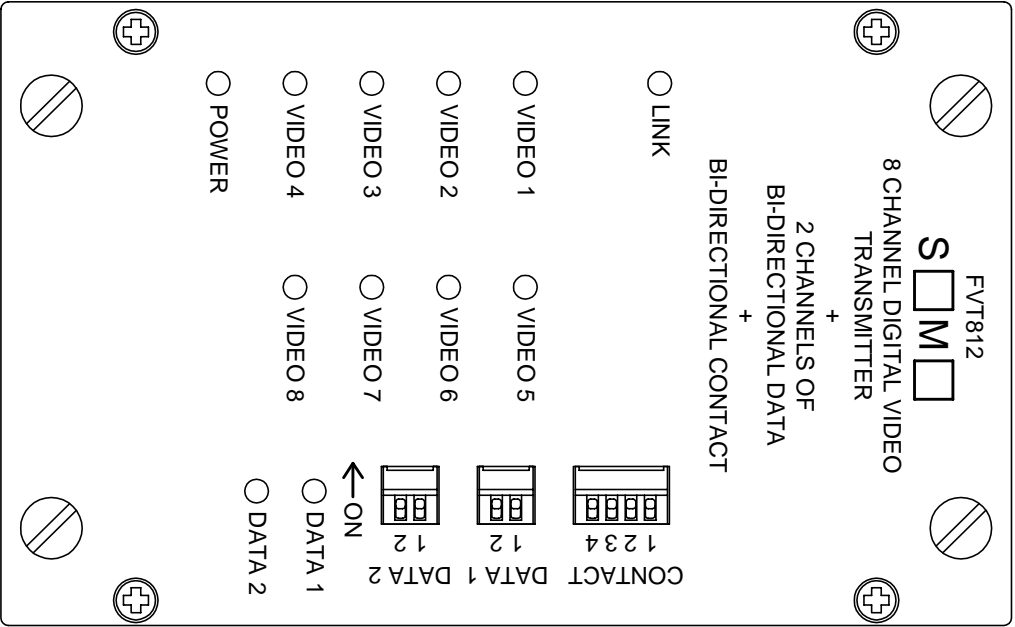 FVT812
S M
8 CHANNEL DIGITAL VIDEO
TRANSMITTER
+
2 CHANNELS OF
BI-DIRECTIONAL DATA
+
BI-DIRECTIONAL CONTACT
LINK
VIDEO 1
VIDEO 5
VIDEO 2
VIDEO 6
VIDEO 3
VIDEO 7
VIDEO 4
VIDEO 8
POWER
ON
DATA 1
DATA 2
1 2 3 4
CONTACT
1 2
DATA 1
1 2
DATA 2